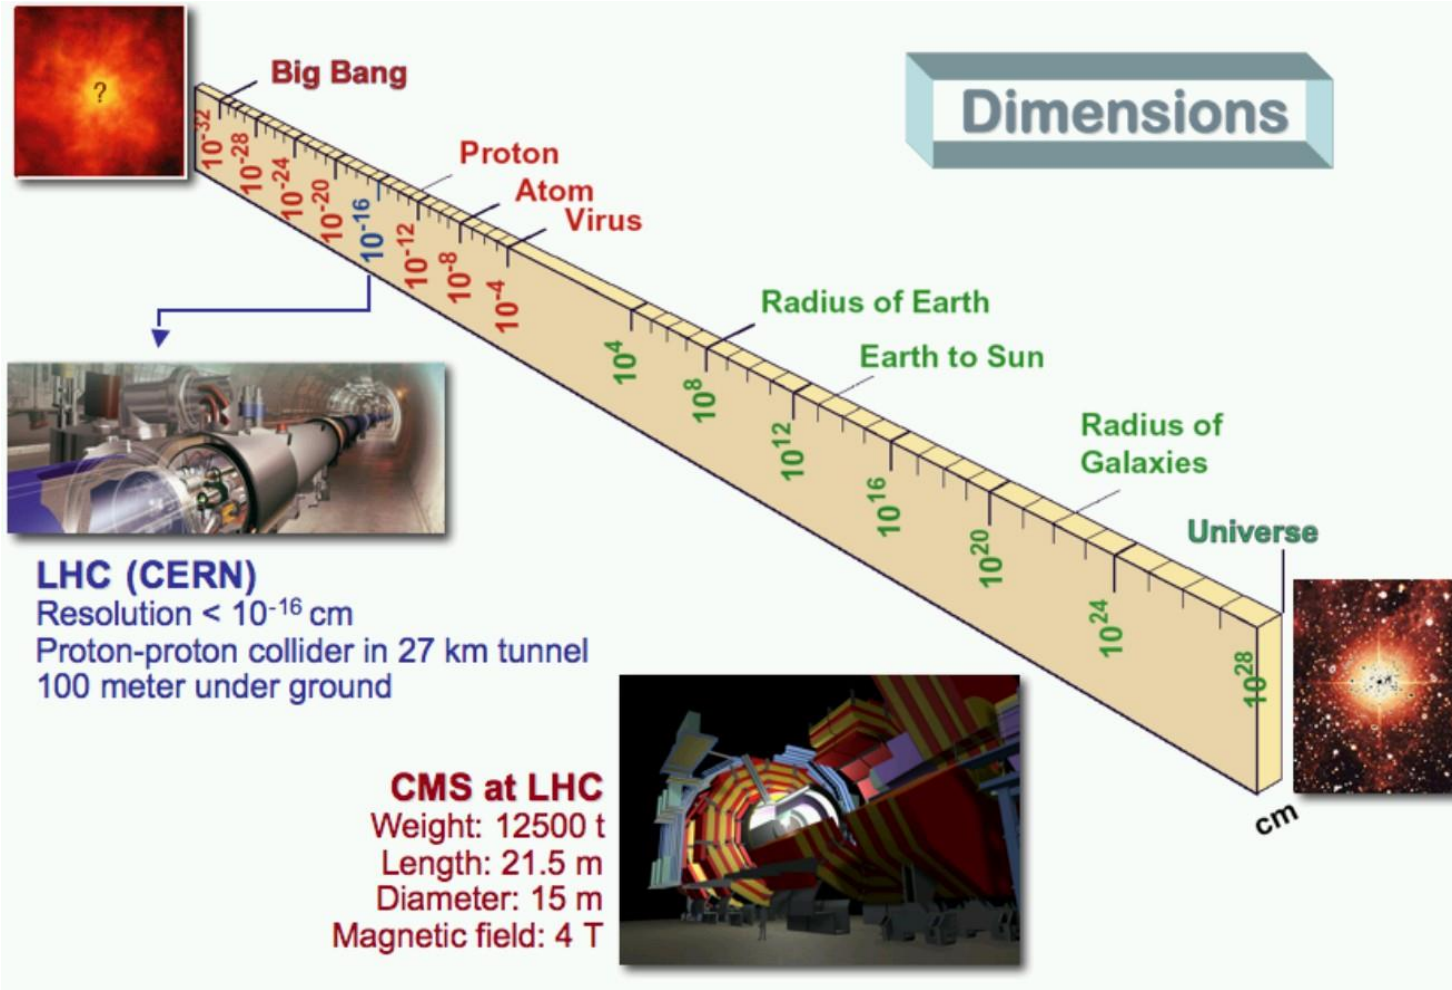 ?
Big Bang
Dimensions
Proton
Atom
Virus
10⁻³²
10⁻²⁸
10⁻²⁴
10⁻²⁰
10⁻¹⁶
10⁻¹²
10⁻⁸
10⁻⁴
Radius of Earth
Earth to Sun
10⁴
10⁸
10¹²
10¹⁶
10²⁰
10²⁴
10²⁸
Radius of
Galaxies
Universe
cm
LHC (CERN)
Resolution < 10⁻¹⁶ cm
Proton-proton collider in 27 km tunnel
100 meter under ground
CMS at LHC
Weight: 12500 t
Length: 21.5 m
Diameter: 15 m
Magnetic field: 4 T